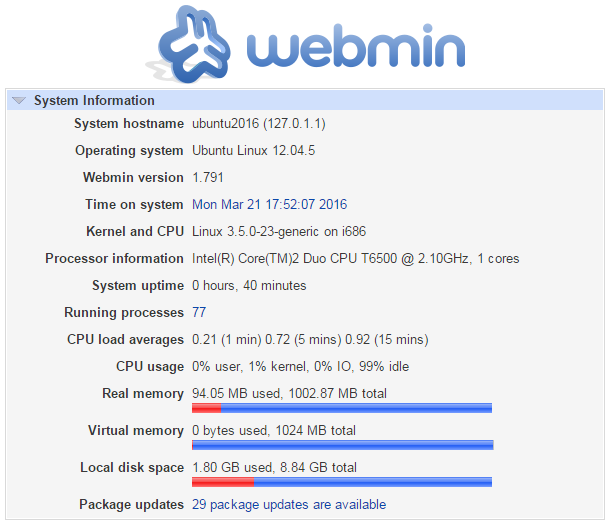 webmin
System Information
System hostname ubuntu2016 (127.0.1.1)
Operating system Ubuntu Linux 12.04.5
Webmin version 1.791
Time on system Mon Mar 21 17:52:07 2016
Kernel and CPU Linux 3.5.0-23-generic on i686
Processor information Intel(R) Core(TM)2 Duo CPU T6500 @ 2.10GHz, 1 cores
System uptime 0 hours, 40 minutes
Running processes 77
CPU load averages 0.21 (1 min) 0.72 (5 mins) 0.92 (15 mins)
CPU usage 0% user, 1% kernel, 0% IO, 99% idle
Real memory 94.05 MB used, 1002.87 MB total
Virtual memory 0 bytes used, 1024 MB total
Local disk space 1.80 GB used, 8.84 GB total
Package updates 29 package updates are available